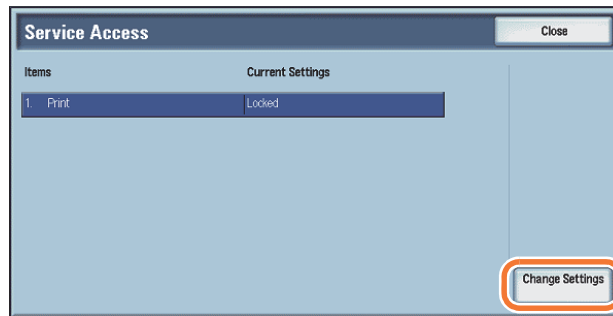 Service Access
Close
Items Current Settings
1. Print Locked
Change Settings